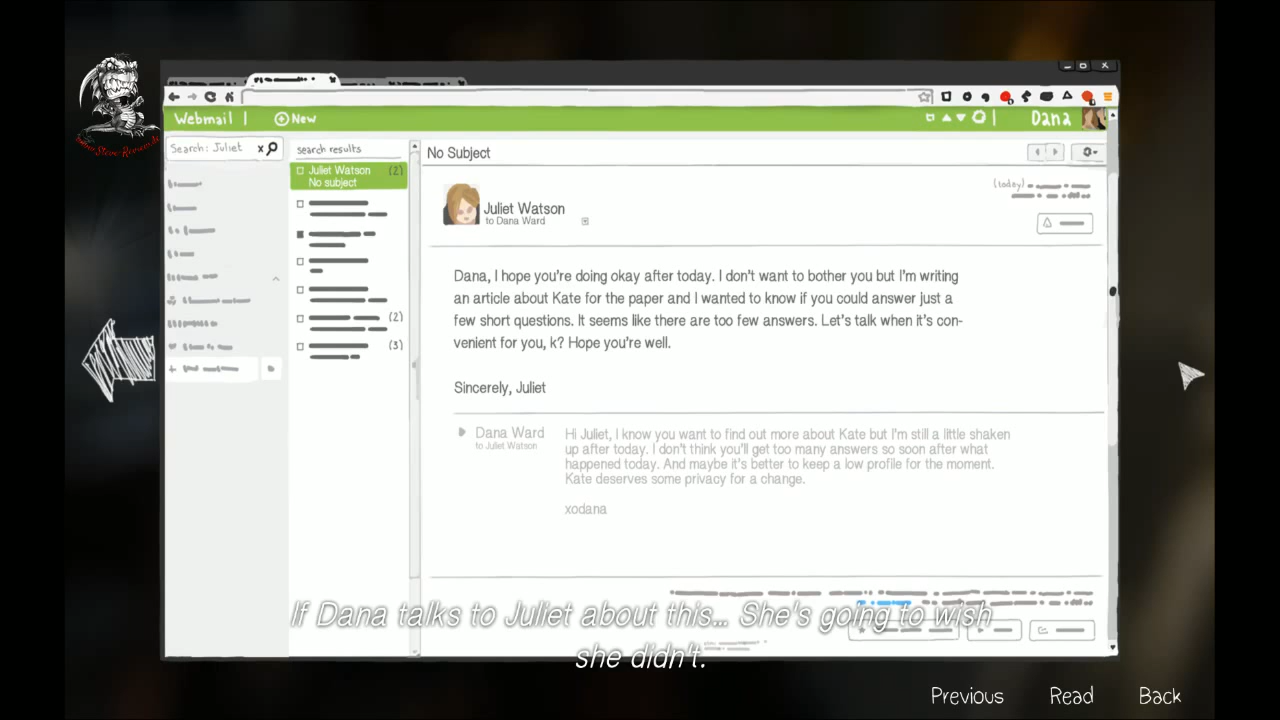 Webmail |
New
Dana
Search: Juliet x
search results
No Subject
Juliet Watson (2)
No subject
(today)
Juliet Watson
to Dana Ward
Dana, I hope you're doing okay after today. I don't want to bother you but I'm writing
an article about Kate for the paper and I wanted to know if you could answer just a
few short questions. It seems like there are too few answers. Let's talk when it's con-
venient for you, k? Hope you're well.
(2)
(3)
Sincerely, Juliet
Dana Ward
to Juliet Watson
Hi Juliet, I know you want to find out more about Kate but I'm still a little shaken
up after today. I don't think you'll get too many answers so soon after what
happened today. And maybe it's better to keep a low profile for the moment.
Kate deserves some privacy for a change.
xodana
If Dana talks to Juliet about this... She's going to wish
she didn't.
Previous
Read
Back